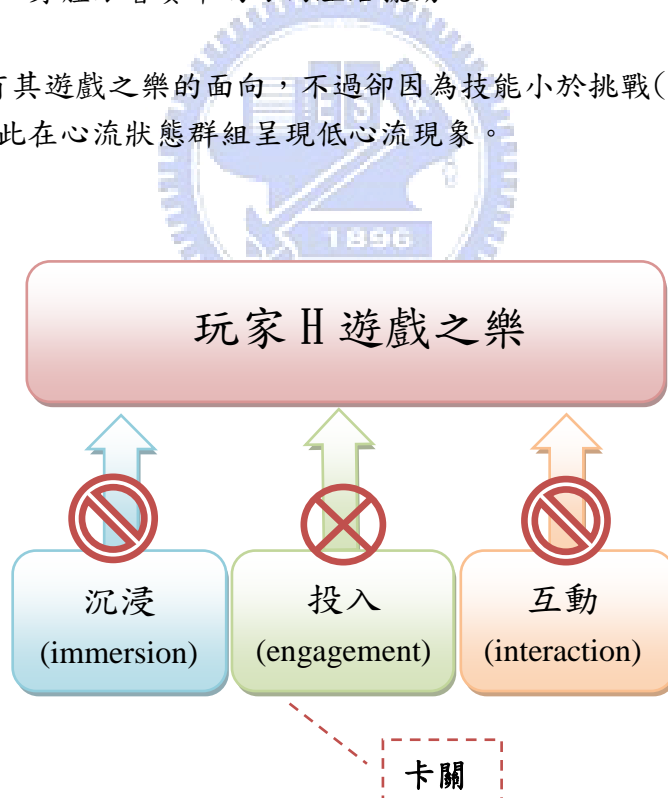 有其遊戲之樂的面向，不過卻因為技能小於挑戰(
此在心流狀態群組呈現低心流現象。
1896
玩家 H 遊戲之樂
沉浸
(immersion)
投入
(engagement)
互動
(interaction)
卡關